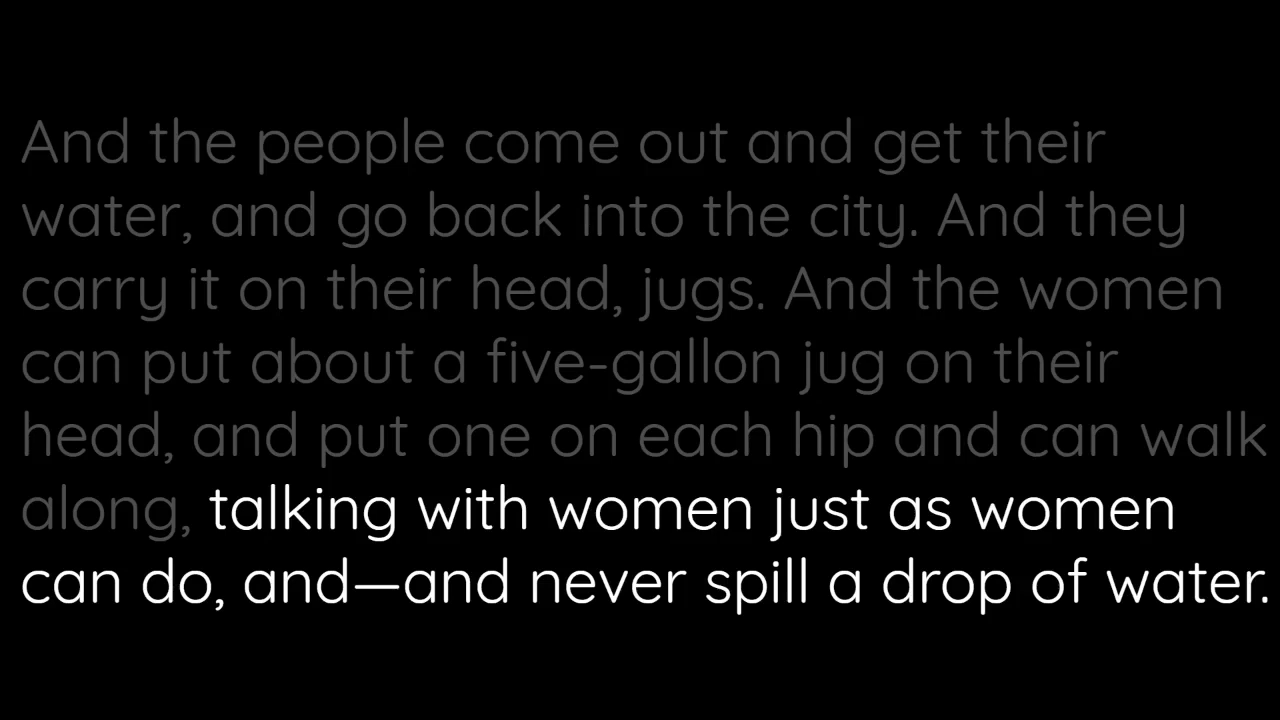 And the people come out and get their
water, and go back into the city. And they
carry it on their head, jugs. And the women
can put about a five-gallon jug on their
head, and put one on each hip and can walk
along, talking with women just as women
can do, and—and never spill a drop of water.